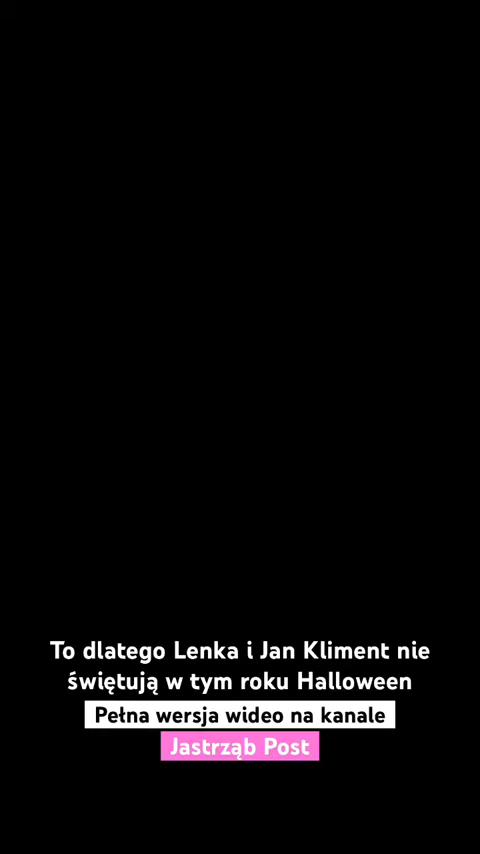 To dlatego Lenka i Jan Kliment nie
świętują w tym roku Halloween
Pełna wersja wideo na kanale
Jastrząb Post